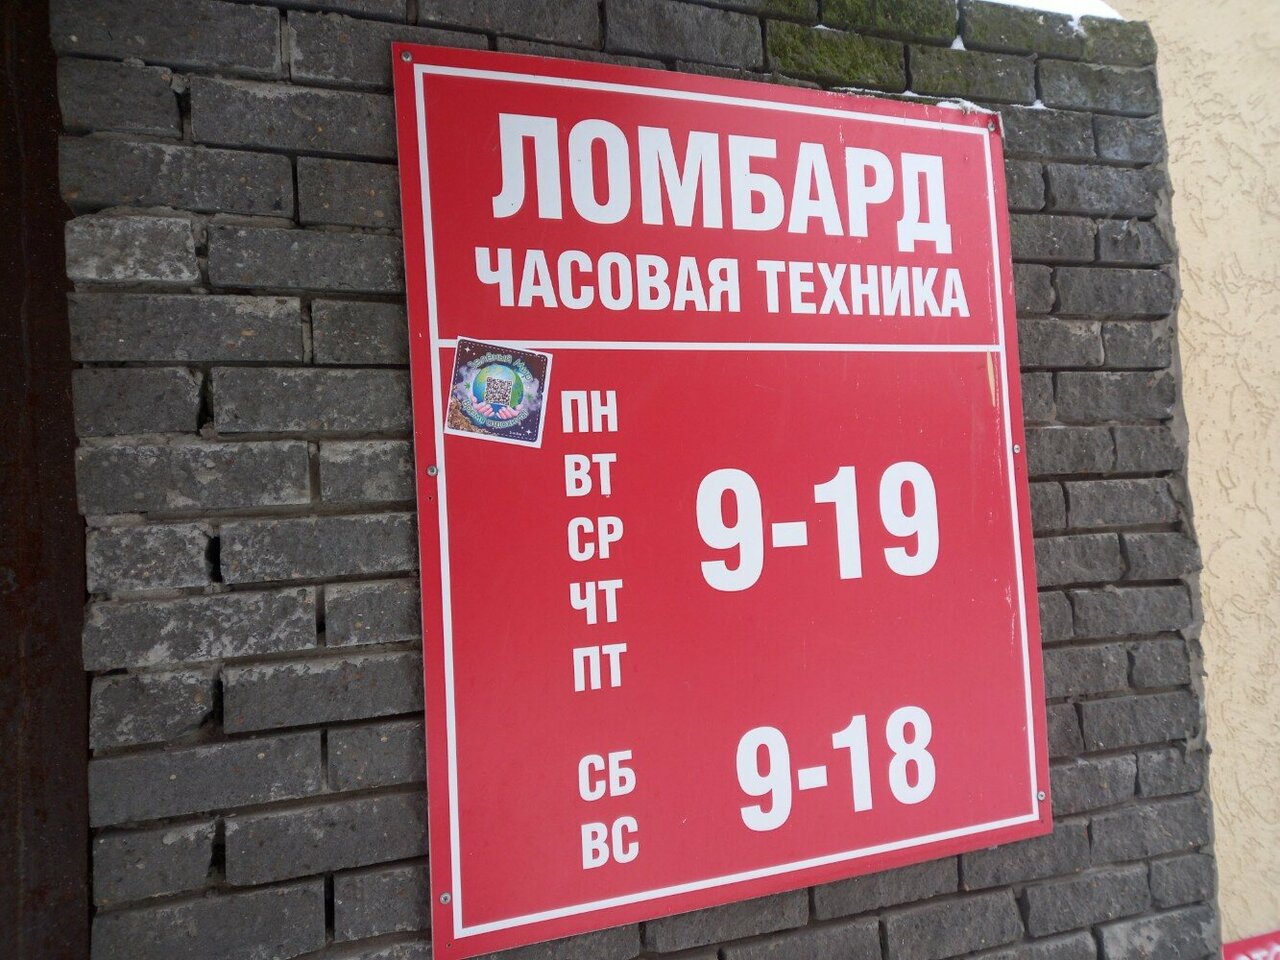 ЛОМБАРД
ЧАСОВАЯ ТЕХНИКА
ПН
ВТ
СР
ЧТ
ПТ
9-19
СБ
ВС
9-18